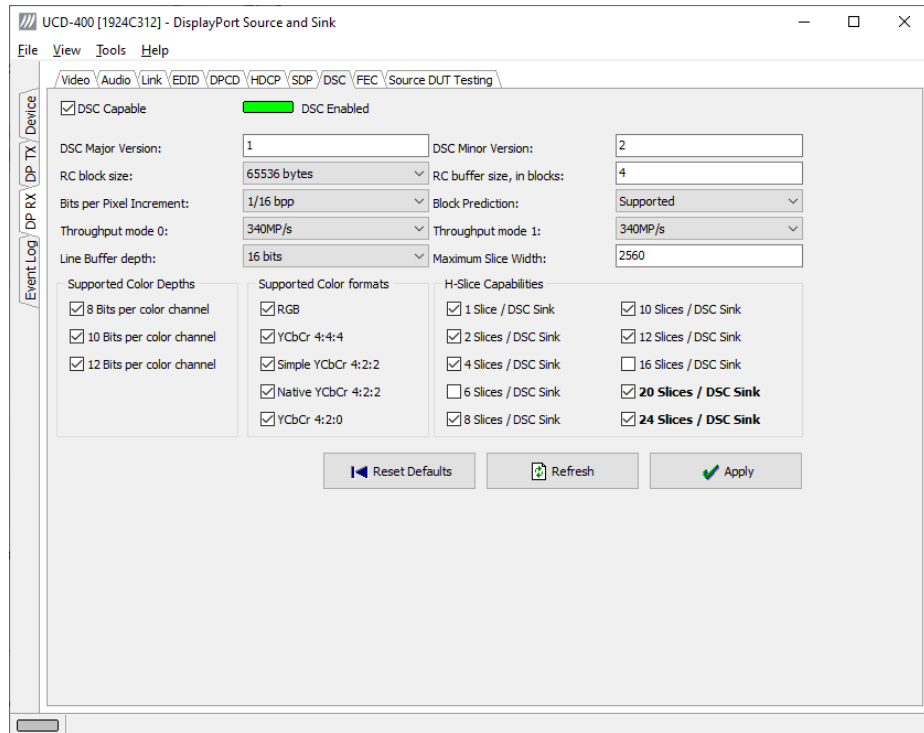 UCD-400 [1924C312] - DisplayPort Source and Sink
File View Tools Help
Video Audio Link EDID DPCD HDCP SDP DSC FEC Source DUT Testing
Device
DP TX
DP RX
Event Log
DSC Capable DSC Enabled
DSC Major Version: 1 DSC Minor Version: 2
RC block size: 65536 bytes RC buffer size, in blocks: 4
Bits per Pixel Increment: 1/16 bpp Block Prediction: Supported
Throughput mode 0: 340MP/s Throughput mode 1: 340MP/s
Line Buffer depth: 16 bits Maximum Slice Width: 2560
Supported Color Depths Supported Color formats H-Slice Capabilities
8 Bits per color channel RGB 1 Slice / DSC Sink 10 Slices / DSC Sink
10 Bits per color channel YCbCr 4:4:4 2 Slices / DSC Sink 12 Slices / DSC Sink
12 Bits per color channel Simple YCbCr 4:2:2 4 Slices / DSC Sink 16 Slices / DSC Sink
Native YCbCr 4:2:2 6 Slices / DSC Sink 20 Slices / DSC Sink
YCbCr 4:2:0 8 Slices / DSC Sink 24 Slices / DSC Sink
Reset Defaults Refresh Apply